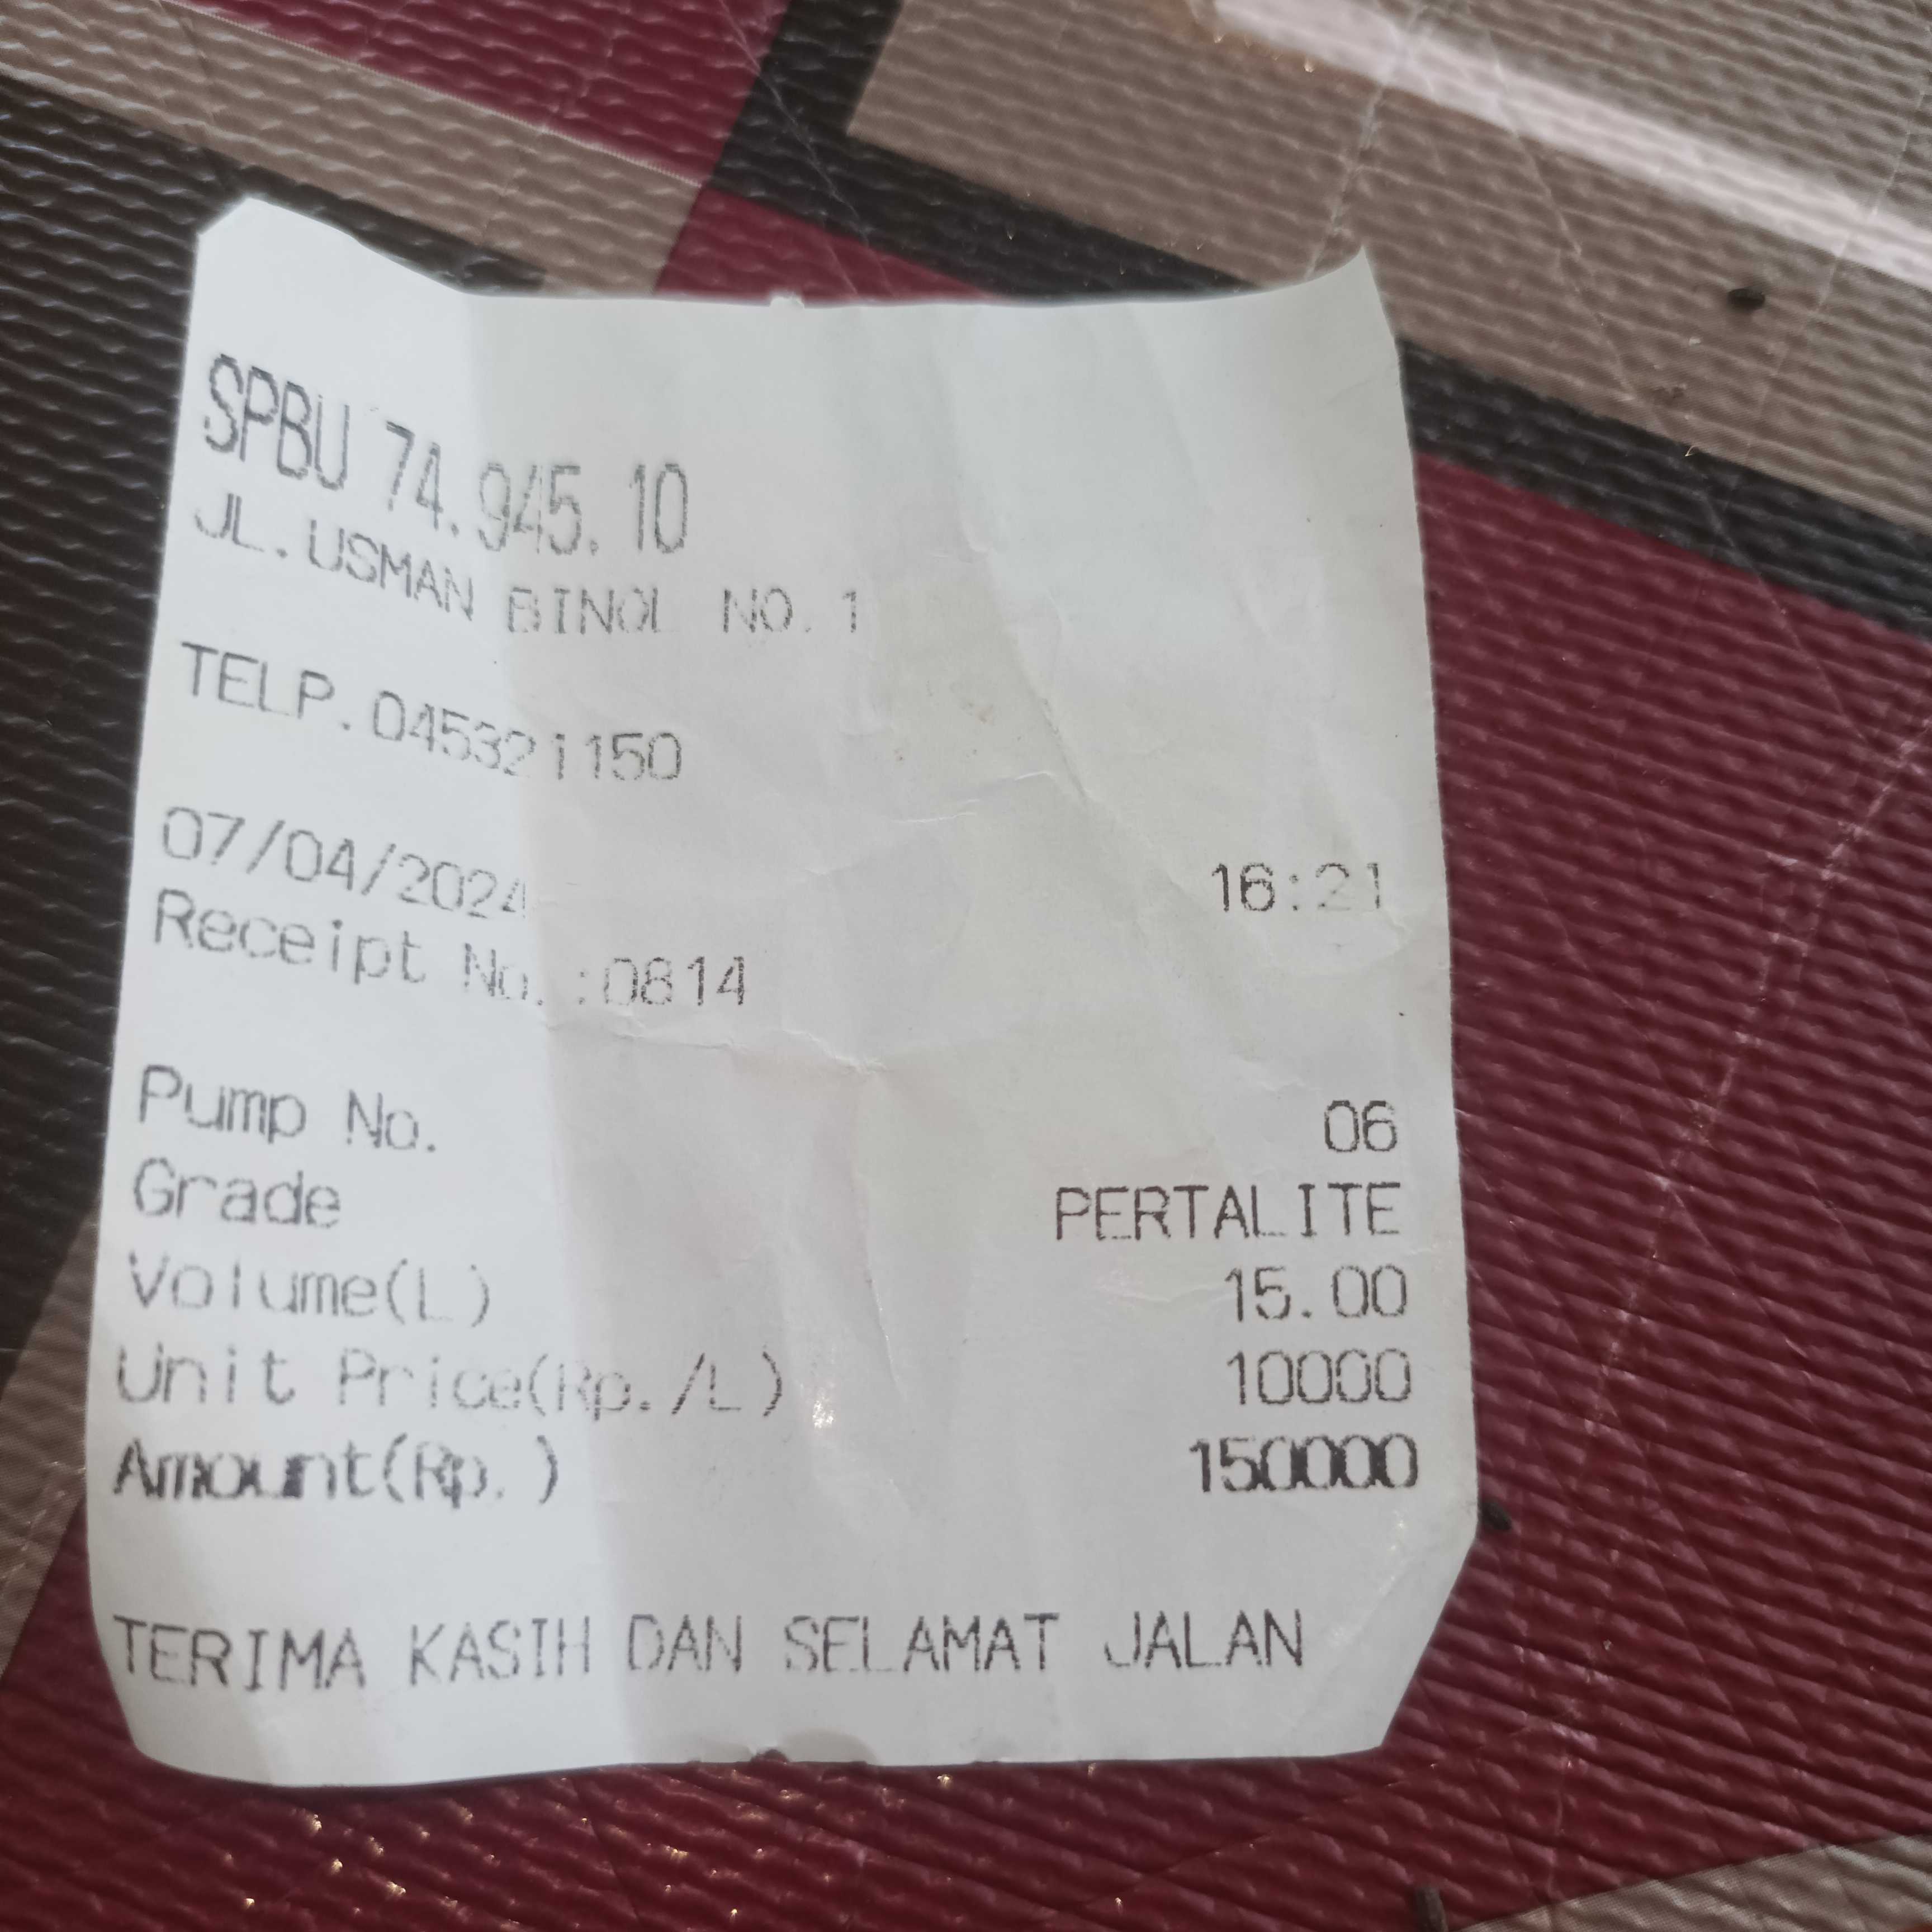 SPBU 74.945.10
JL.USMAN BINOL NO.1
TELP.045321150
07/04/2024 16:21
Receipt No.:0814
Pump No. 06
Grade PERTALITE
Volume(L) 15.00
Unit Price(Rp./L) 10000
Amount(Rp.) 150000
TERIMA KASIH DAN SELAMAT JALAN